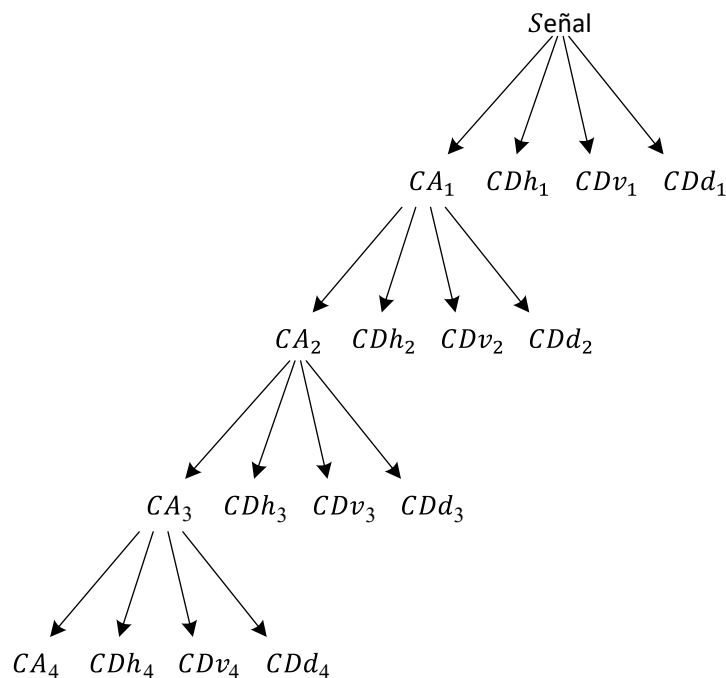 Señal
CA₁ CDh₁ CDv₁ CDd₁
CA₂ CDh₂ CDv₂ CDd₂
CA₃ CDh₃ CDv₃ CDd₃
CA₄ CDh₄ CDv₄ CDd₄